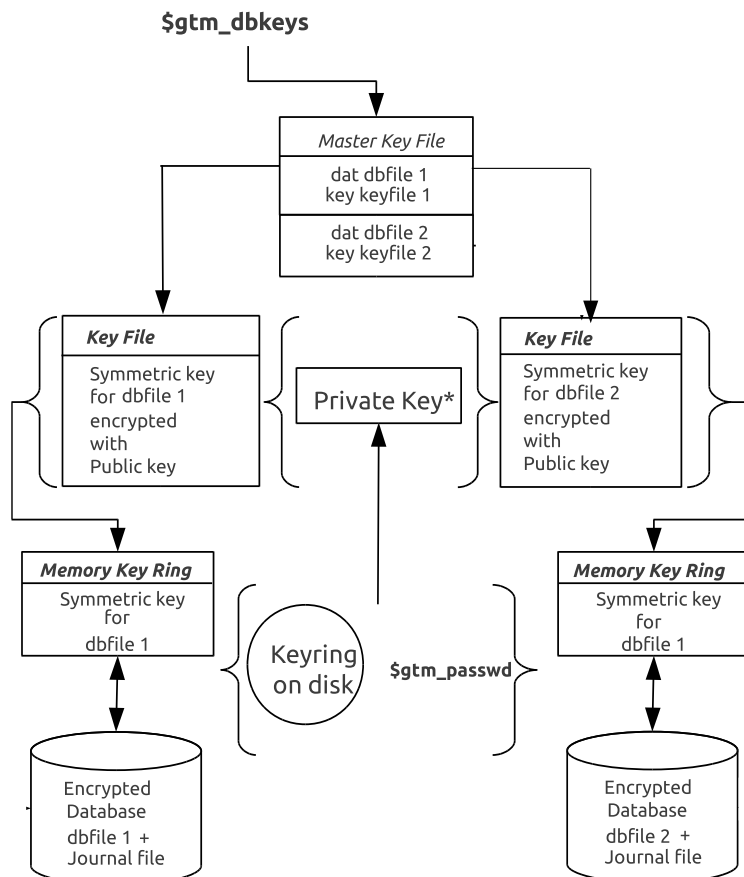 $gtm_dbkeys
Master Key File
dat dbfile 1
key keyfile 1
dat dbfile 2
key keyfile 2
Key File
Symmetric key
for dbfile 1
encrypted
with
Public key
Private Key*
Key File
Symmetric key
for dbfile 2
encrypted
with
Public key
Memory Key Ring
Symmetric key
for
dbfile 1
Keyring
on disk
$gtm_passwd
Memory Key Ring
Symmetric key
for
dbfile 1
Encrypted
Database
dbfile 1 +
Journal file
Encrypted
Database
dbfile 2 +
Journal file